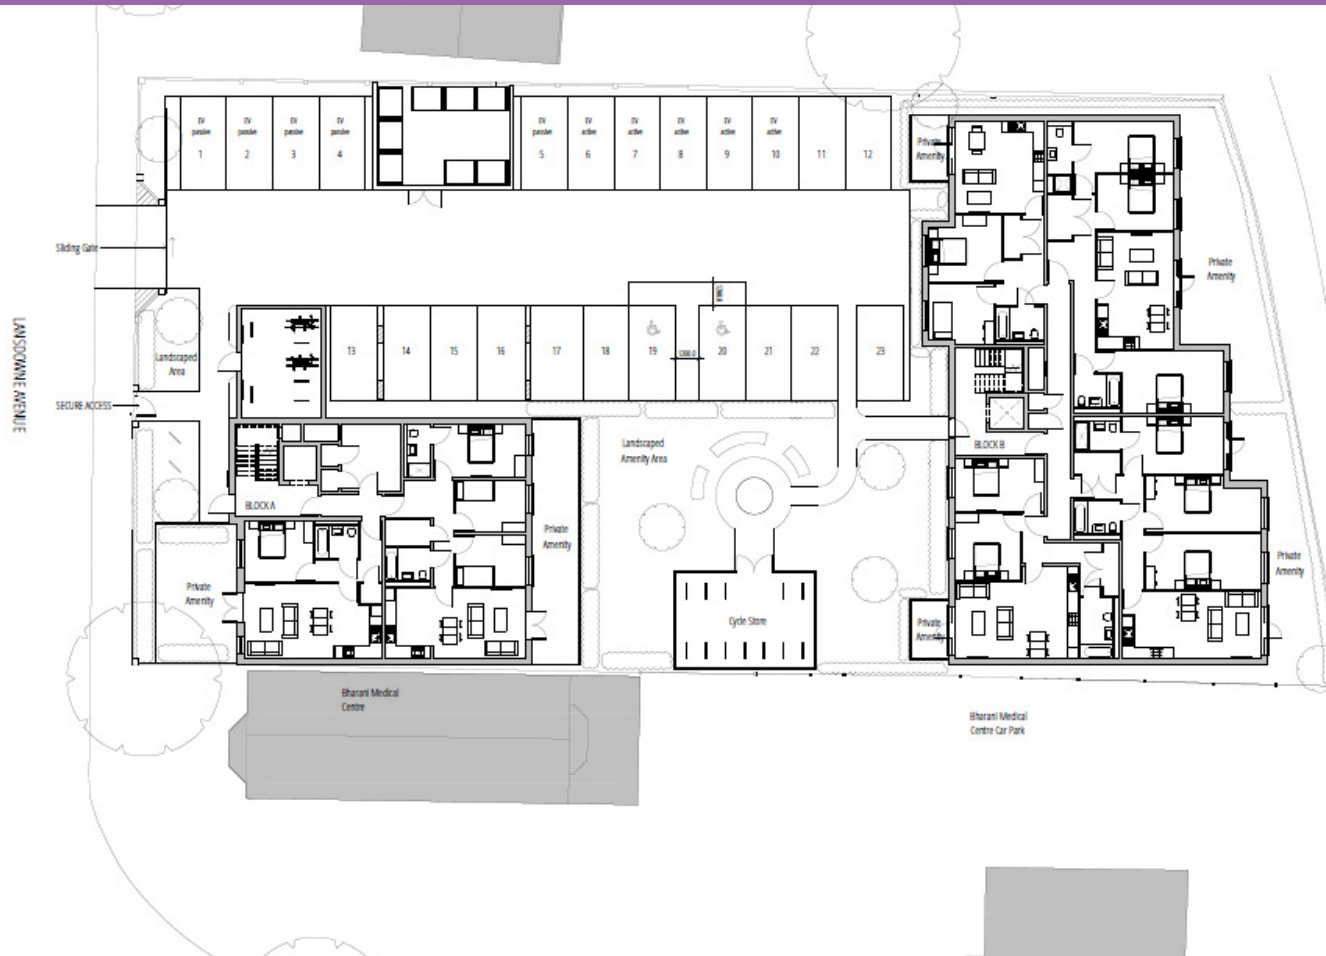 EV
passive
1
EV
passive
2
EV
passive
3
EV
passive
4
EV
passive
5
EV
active
6
EV
active
7
EV
active
8
EV
active
9
EV
active
10
11
12
Private
Amenity
Sliding Gate
Private
Amenity
LANSDOWNE AVENUE
Landscaped
Area
13
14
15
16
17
18
19
1200.0
20
21
22
23
SECURE ACCESS
Landscaped
Amenity Area
BLOCK B
BLOCK A
Private
Amenity
Private
Amenity
Private
Amenity
Cycle Store
Private
Amenity
Bharani Medical
Centre
Bharani Medical
Centre Car Park